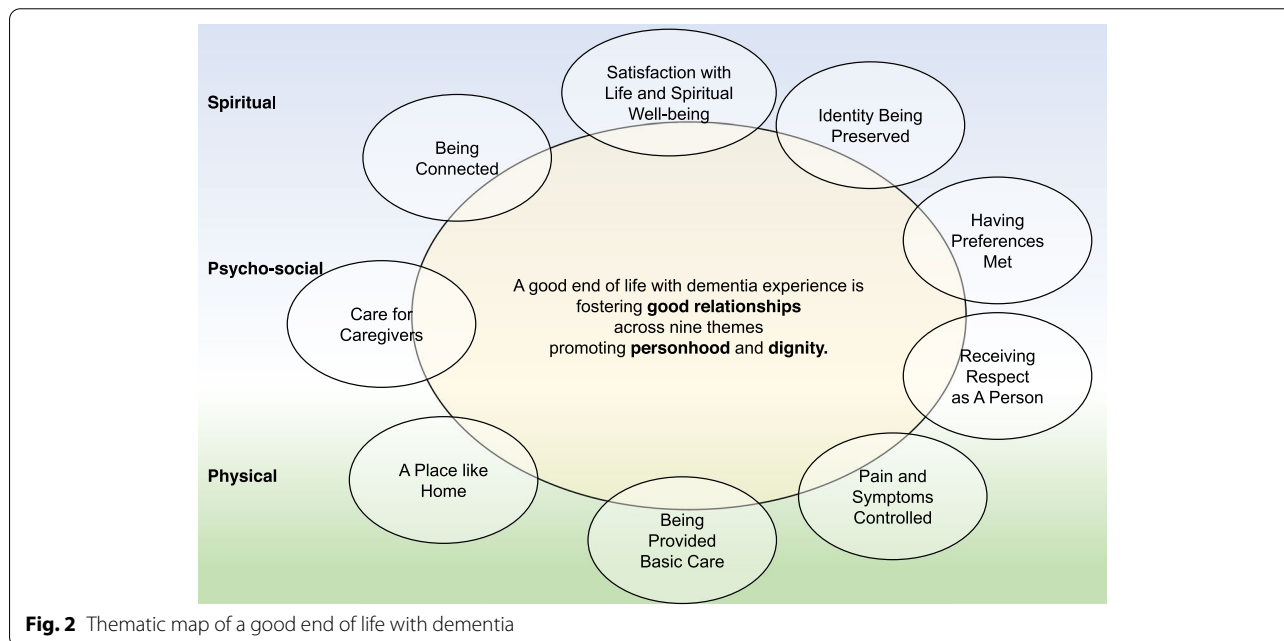 Spiritual
Satisfaction with
Life and Spiritual
Well-being
Identity Being
Preserved
Being
Connected
Having
Preferences
Met
Psycho-social
Care for
Caregivers
A good end of life with dementia experience is
fostering good relationships
across nine themes
promoting personhood and dignity.
Receiving
Respect
as A Person
Physical
A Place like
Home
Pain and
Symptoms
Controlled
Being
Provided
Basic Care
Fig. 2 Thematic map of a good end of life with dementia